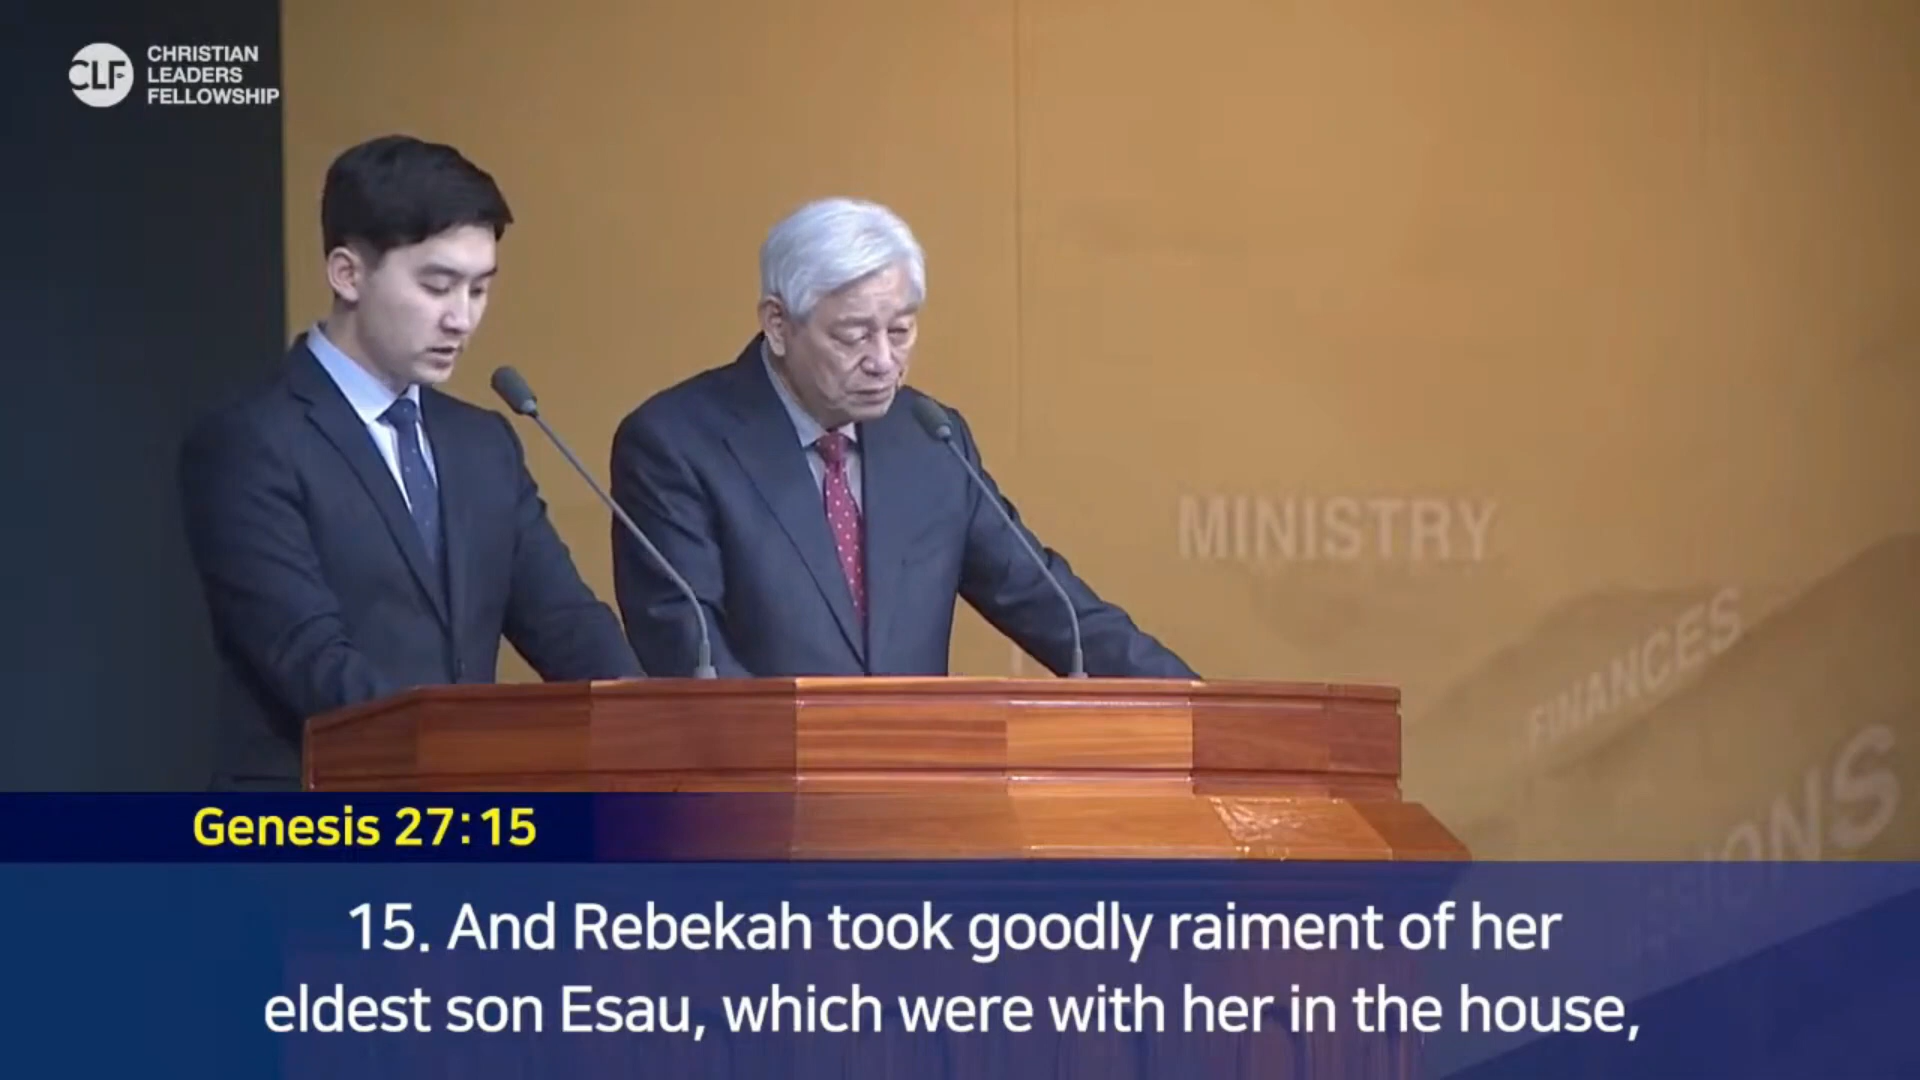 CLF
CHRISTIAN
LEADERS
FELLOWSHIP
MINISTRY
FINANCES
Genesis 27:15
15. And Rebekah took goodly raiment of her
eldest son Esau, which were with her in the house,